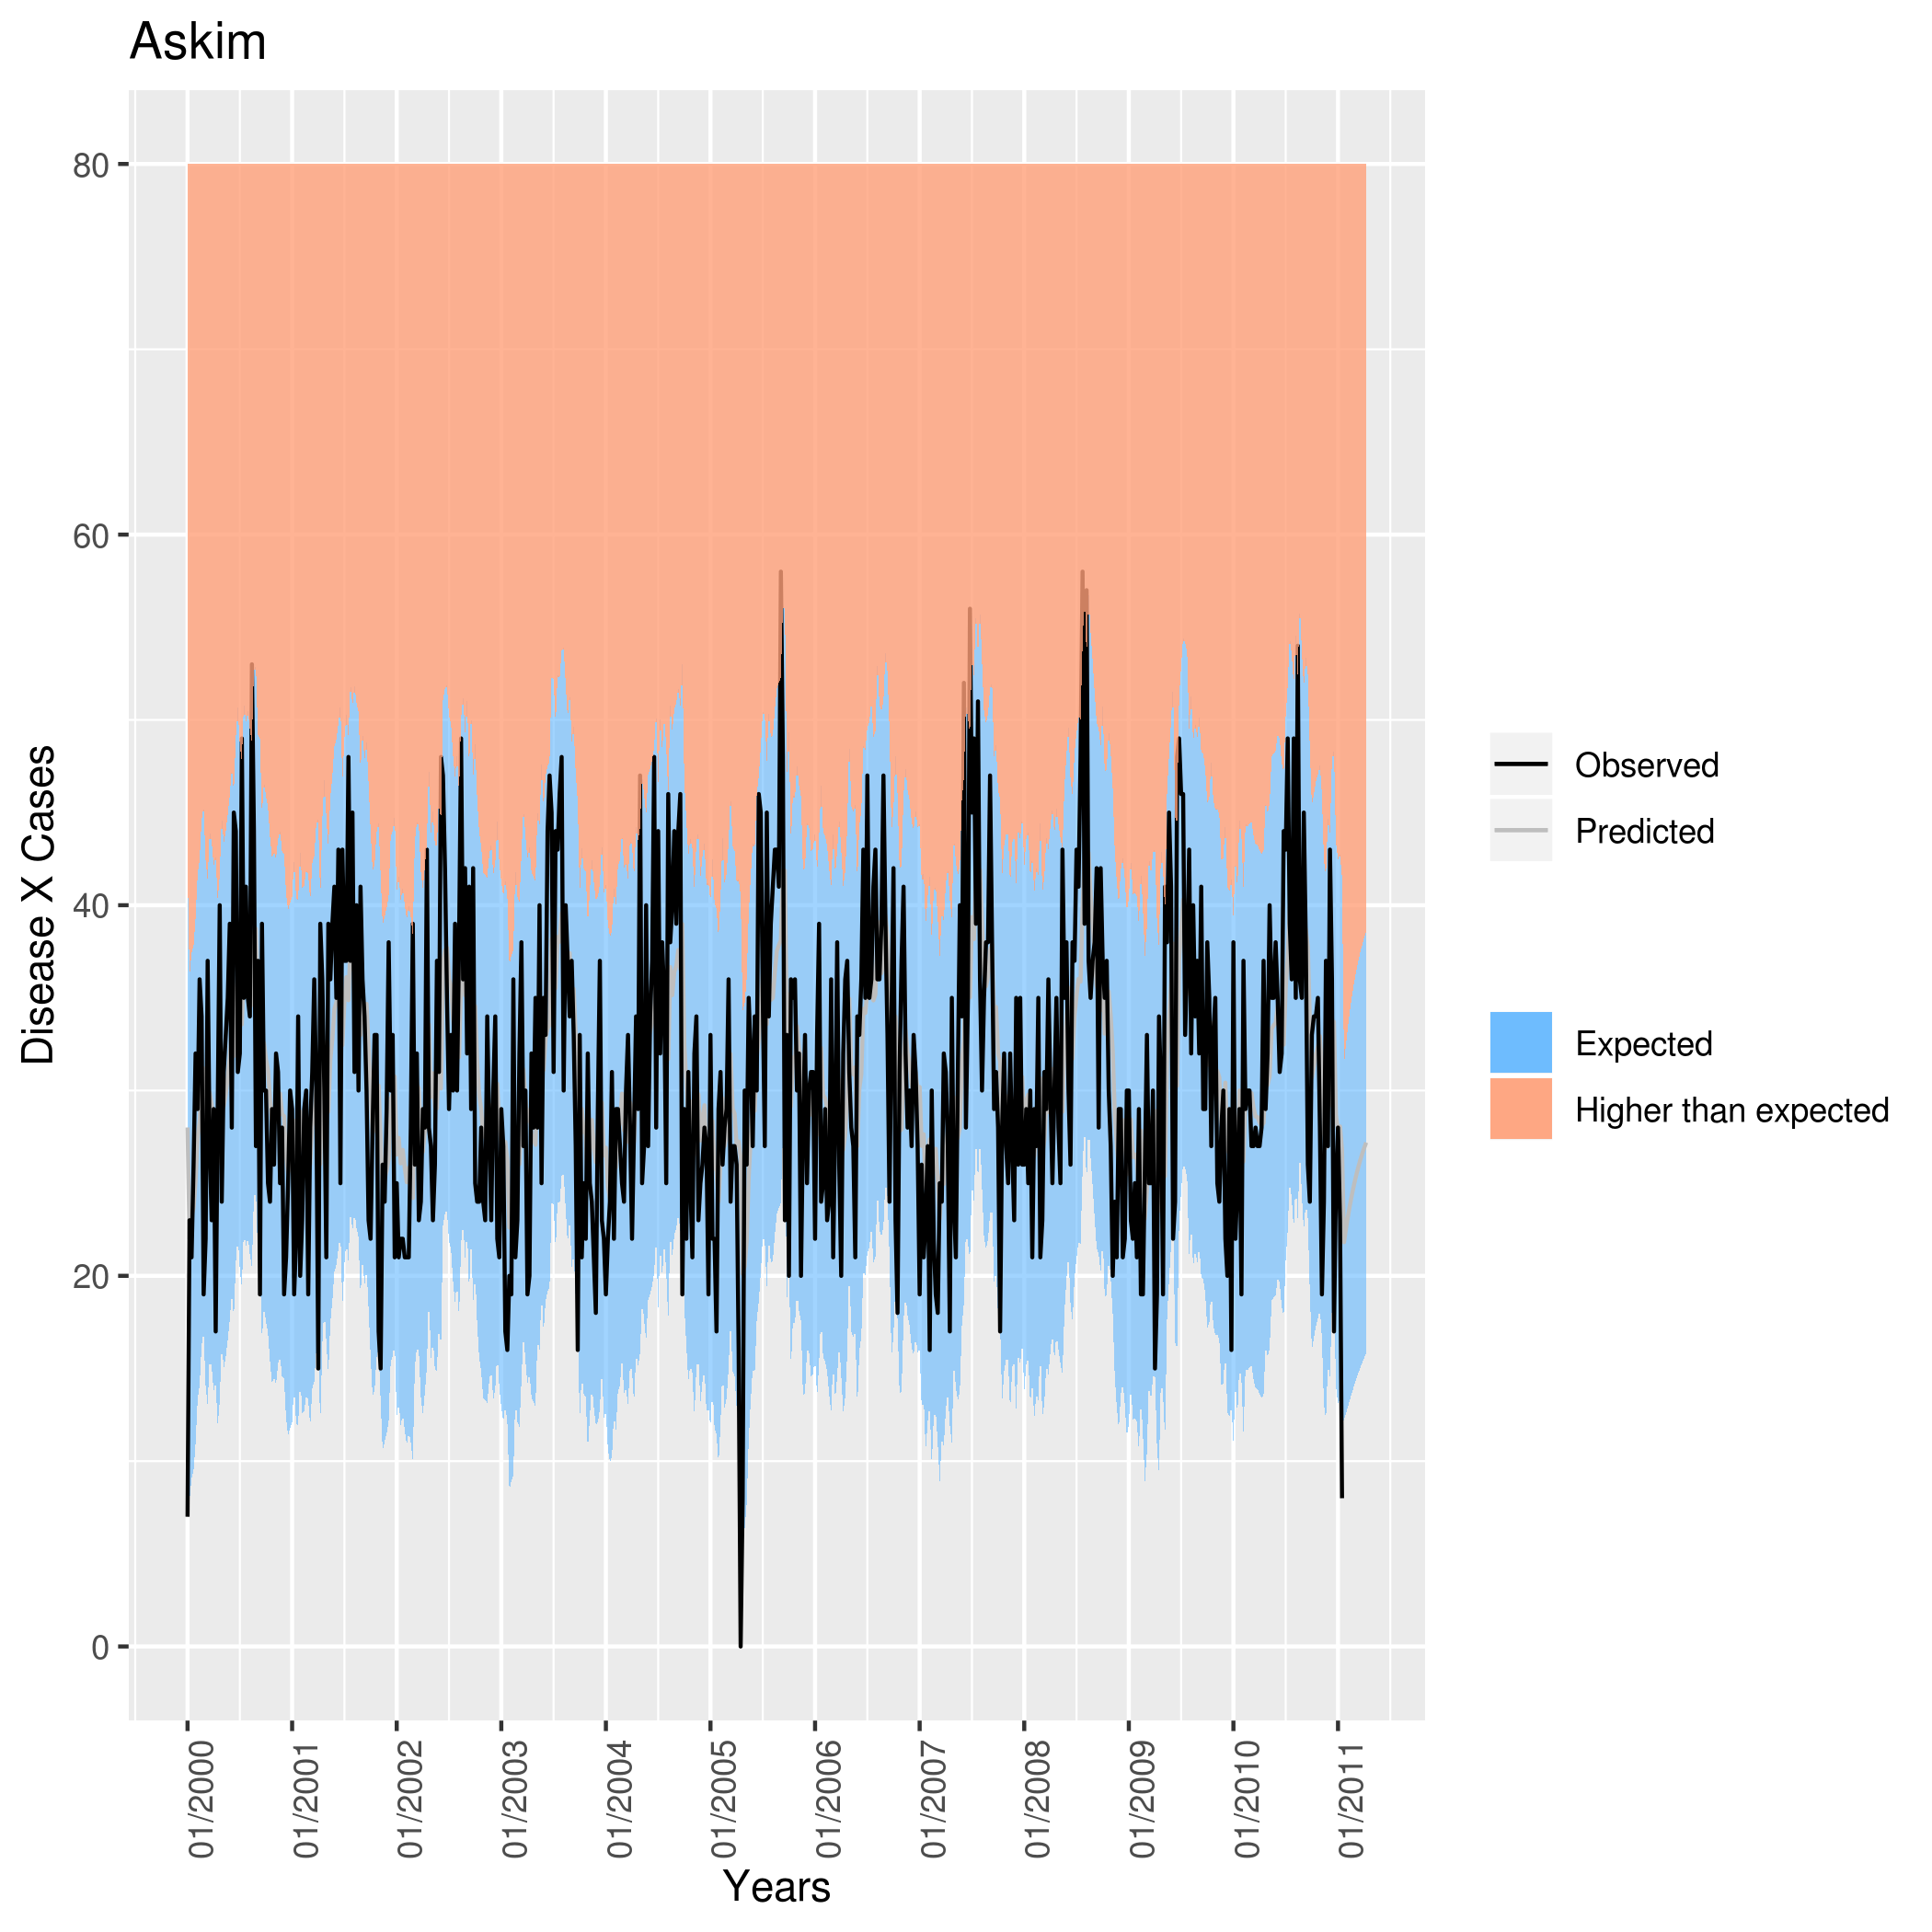 Askim
Disease X Cases
80
60
40
20
0
01/2000
01/2001
01/2002
01/2003
01/2004
01/2005
01/2006
01/2007
01/2008
01/2009
01/2010
01/2011
Years
Observed
Predicted
Expected
Higher than expected